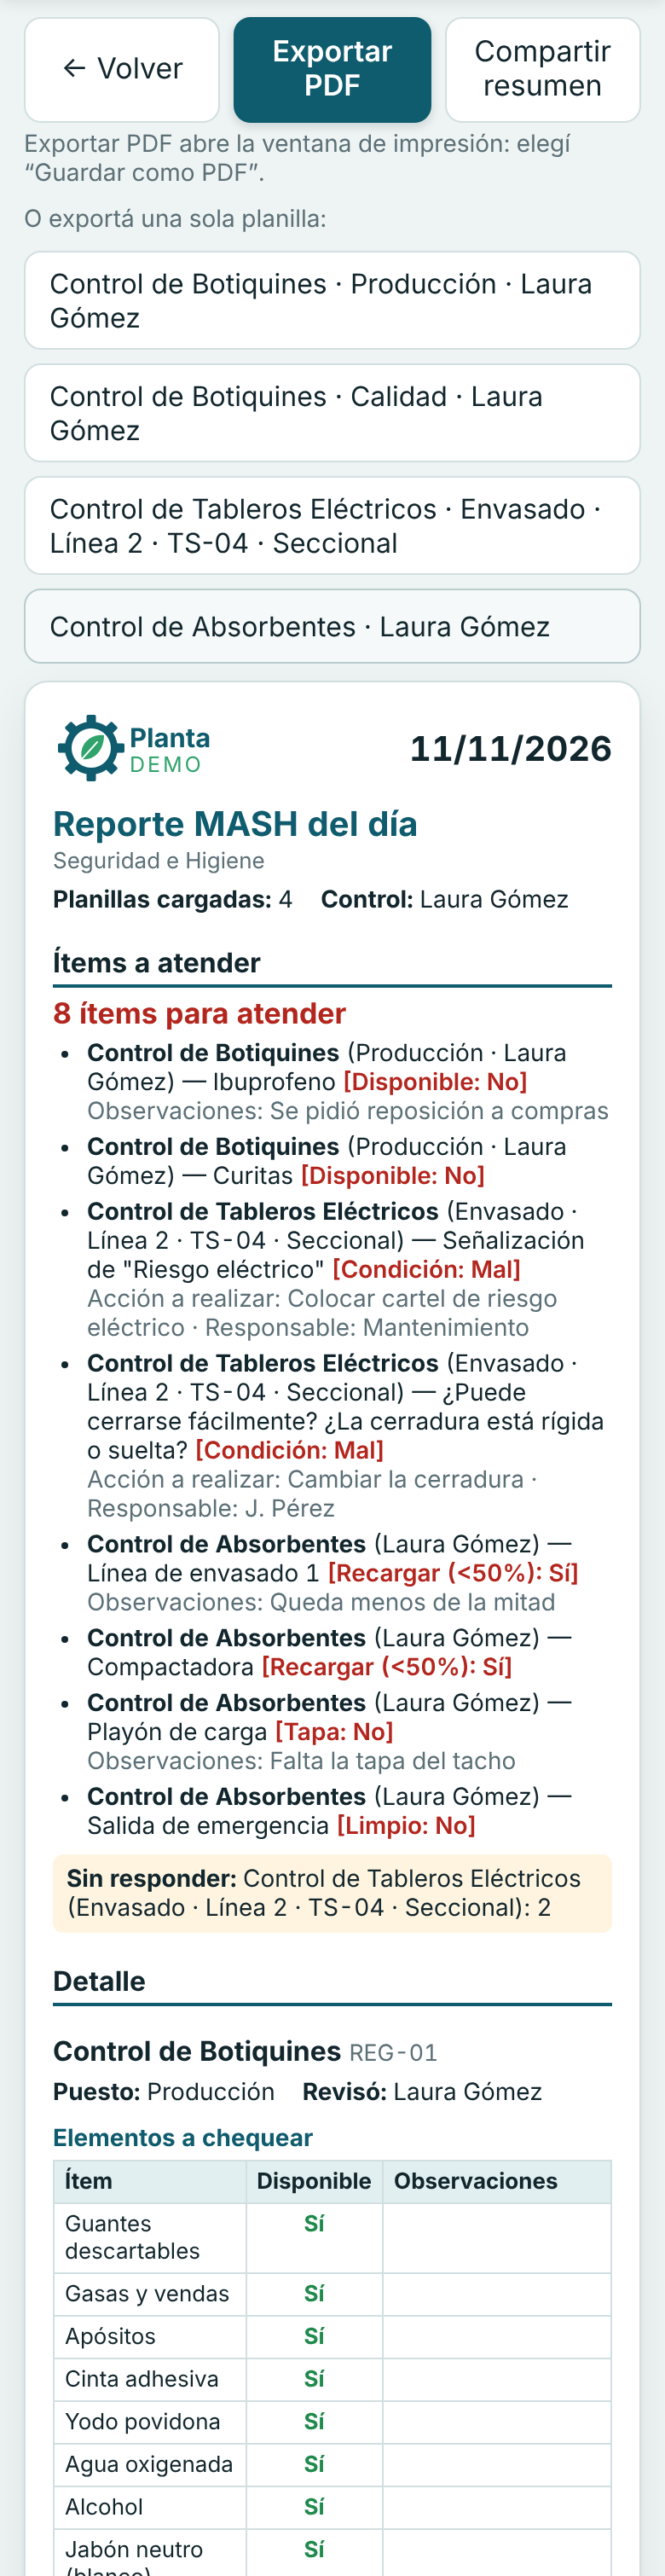 ← Volver
Exportar
PDF
Compartir
resumen
Exportar PDF abre la ventana de impresión: elegí
“Guardar como PDF”.
O exportá una sola planilla:
Control de Botiquines · Producción · Laura
Gómez
Control de Botiquines · Calidad · Laura
Gómez
Control de Tableros Eléctricos · Envasado ·
Línea 2 · TS-04 · Seccional
Control de Absorbentes · Laura Gómez
Planta
DEMO
11/11/2026
Reporte MASH del día
Seguridad e Higiene
Planillas cargadas: 4 Control: Laura Gómez
Ítems a atender
8 ítems para atender
• Control de Botiquines (Producción · Laura
Gómez) — Ibuprofeno [Disponible: No]
Observaciones: Se pidió reposición a compras
• Control de Botiquines (Producción · Laura
Gómez) — Curitas [Disponible: No]
• Control de Tableros Eléctricos (Envasado ·
Línea 2 · TS-04 · Seccional) — Señalización
de "Riesgo eléctrico" [Condición: Mal]
Acción a realizar: Colocar cartel de riesgo
eléctrico · Responsable: Mantenimiento
• Control de Tableros Eléctricos (Envasado ·
Línea 2 · TS-04 · Seccional) — ¿Puede
cerrarse fácilmente? ¿La cerradura está rígida
o suelta? [Condición: Mal]
Acción a realizar: Cambiar la cerradura ·
Responsable: J. Pérez
• Control de Absorbentes (Laura Gómez) —
Línea de envasado 1 [Recargar (<50%): Sí]
Observaciones: Queda menos de la mitad
• Control de Absorbentes (Laura Gómez) —
Compactadora [Recargar (<50%): Sí]
• Control de Absorbentes (Laura Gómez) —
Playón de carga [Tapa: No]
Observaciones: Falta la tapa del tacho
• Control de Absorbentes (Laura Gómez) —
Salida de emergencia [Limpio: No]
Sin responder: Control de Tableros Eléctricos
(Envasado · Línea 2 · TS-04 · Seccional): 2
Detalle
Control de Botiquines REG-01
Puesto: Producción Revisó: Laura Gómez
Elementos a chequear
Ítem Disponible Observaciones
Guantes
descartables Sí
Gasas y vendas Sí
Apósitos Sí
Cinta adhesiva Sí
Yodo povidona Sí
Agua oxigenada Sí
Alcohol Sí
Jabón neutro Sí
(blanco)